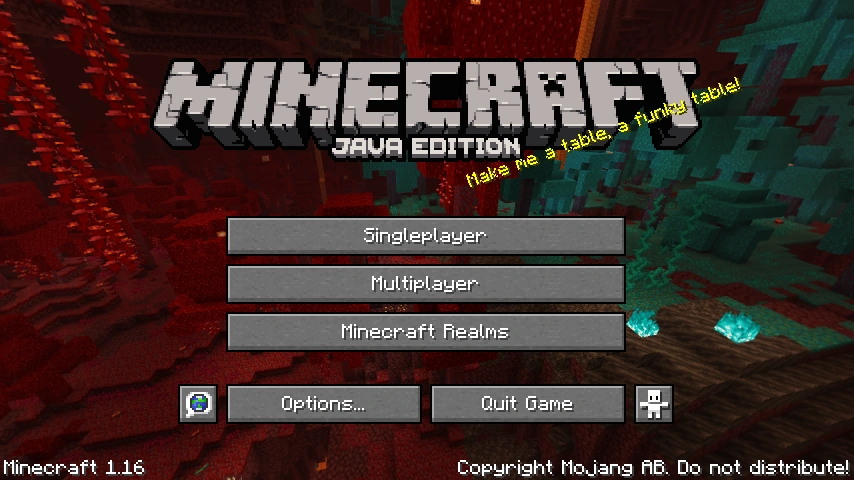 MINECRAFT
JAVA EDITION
Make me a table, a funky table!
Singleplayer
Multiplayer
Minecraft Realms
Options...
Quit Game
Minecraft 1.16
Copyright Mojang AB. Do not distribute!